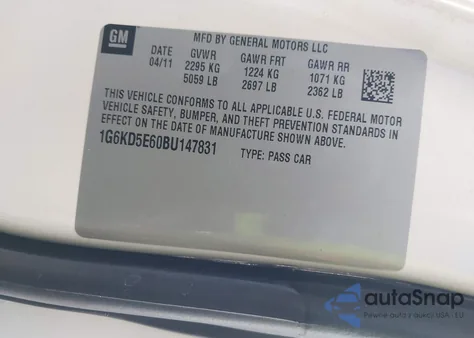 GM
MFD BY GENERAL MOTORS LLC
DATE GVWR GAWR FRT GAWR RR
04/11 2295 KG 1224 KG 1071 KG
5059 LB 2697 LB 2362 LB
THIS VEHICLE CONFORMS TO ALL APPLICABLE U.S. FEDERAL MOTOR
VEHICLE SAFETY, BUMPER, AND THEFT PREVENTION STANDARDS IN
EFFECT ON THE DATE OF MANUFACTURE SHOWN ABOVE.
1G6KD5E60BU147831 TYPE: PASS CAR
autoSnap